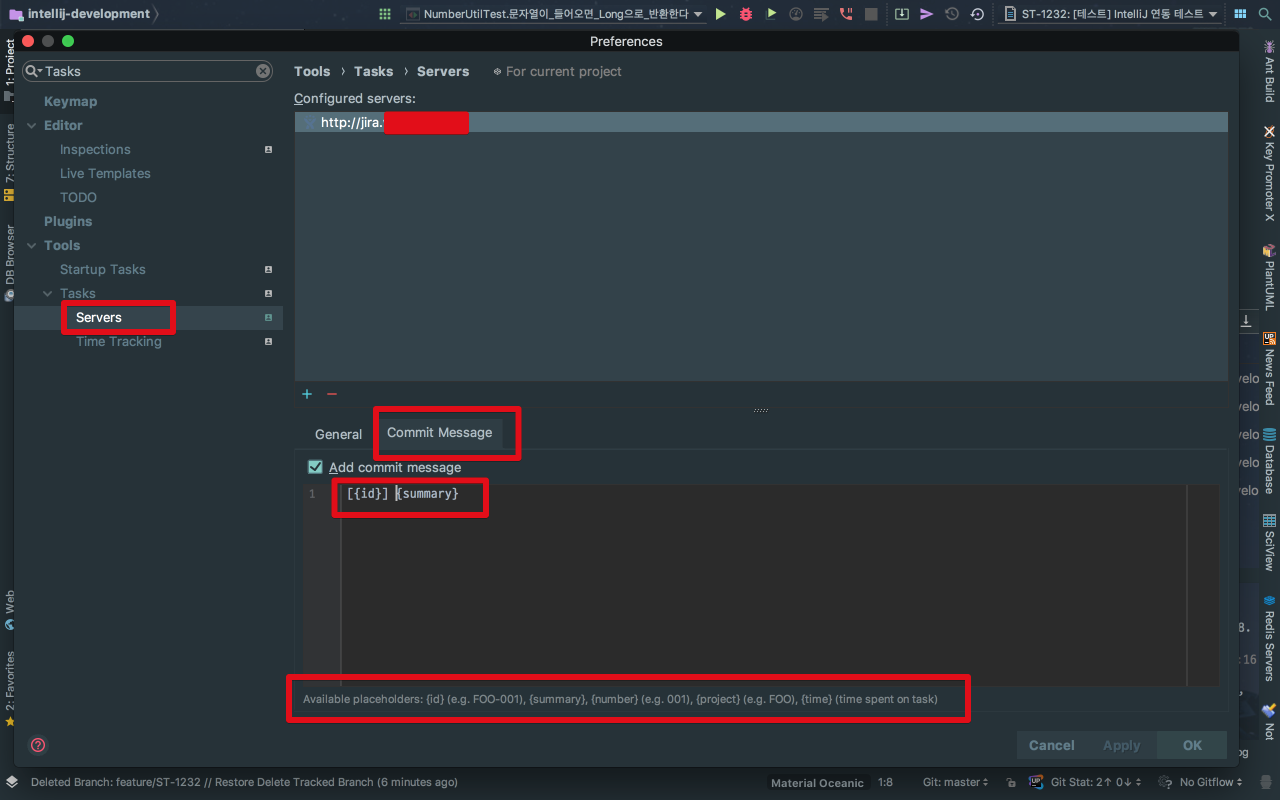 intellij-development
NumberUtilTest.문자열이_들어오면_Long으로_반환한다
ST-1232: [테스트] IntelliJ 연동 테스트
Preferences
Tasks
Keymap
Editor
Inspections
Live Templates
TODO
Plugins
Tools
Startup Tasks
Tasks
Servers
Time Tracking
Tools › Tasks › Servers
For current project
Configured servers:
http://jira.
General
Commit Message
Add commit message
1
[{id}] {summary}
Available placeholders: {id} (e.g. FOO-001), {summary}, {number} (e.g. 001), {project} (e.g. FOO), {time} (time spent on task)
Cancel
Apply
OK
1: Project
7: Structure
DB Browser
Web
2: Favorites
Ant Build
Key Promoter X
PlantUML
News Feed
Database
SciView
Redis Servers
Not
velo
velo
velo
velo
velo
8.
:16
og
Deleted Branch: feature/ST-1232 // Restore Delete Tracked Branch (6 minutes ago)
Material Oceanic
1:8
Git: master
Git Stat: 2↑ 0↓
No Gitflow